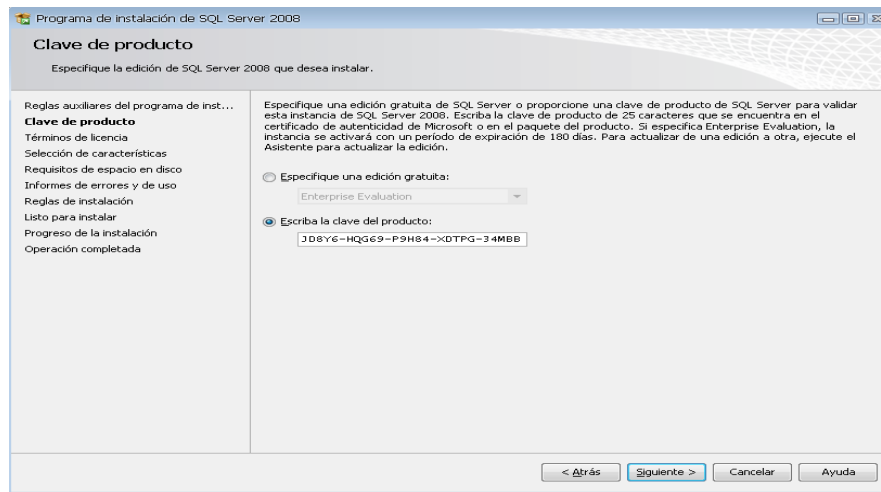 Programa de instalación de SQL Server 2008
Clave de producto
Especifique la edición de SQL Server 2008 que desea instalar.
Reglas auxiliares del programa de inst...
Clave de producto
Términos de licencia
Selección de características
Requisitos de espacio en disco
Informes de errores y de uso
Reglas de instalación
Listo para instalar
Progreso de la instalación
Operación completada
Especifique una edición gratuita de SQL Server o proporcione una clave de producto de SQL Server para validar
esta instancia de SQL Server 2008. Escriba la clave de producto de 25 caracteres que se encuentra en el
certificado de autenticidad de Microsoft o en el paquete del producto. Si especifica Enterprise Evaluation, la
instancia se activará con un período de expiración de 180 días. Para actualizar de una edición a otra, ejecute el
Asistente para actualizar la edición.
Especifique una edición gratuita:
Enterprise Evaluation
Escriba la clave del producto:
JD8Y6-HQG69-P9H84-XDTPG-34MBB
< Atrás
Siguiente >
Cancelar
Ayuda